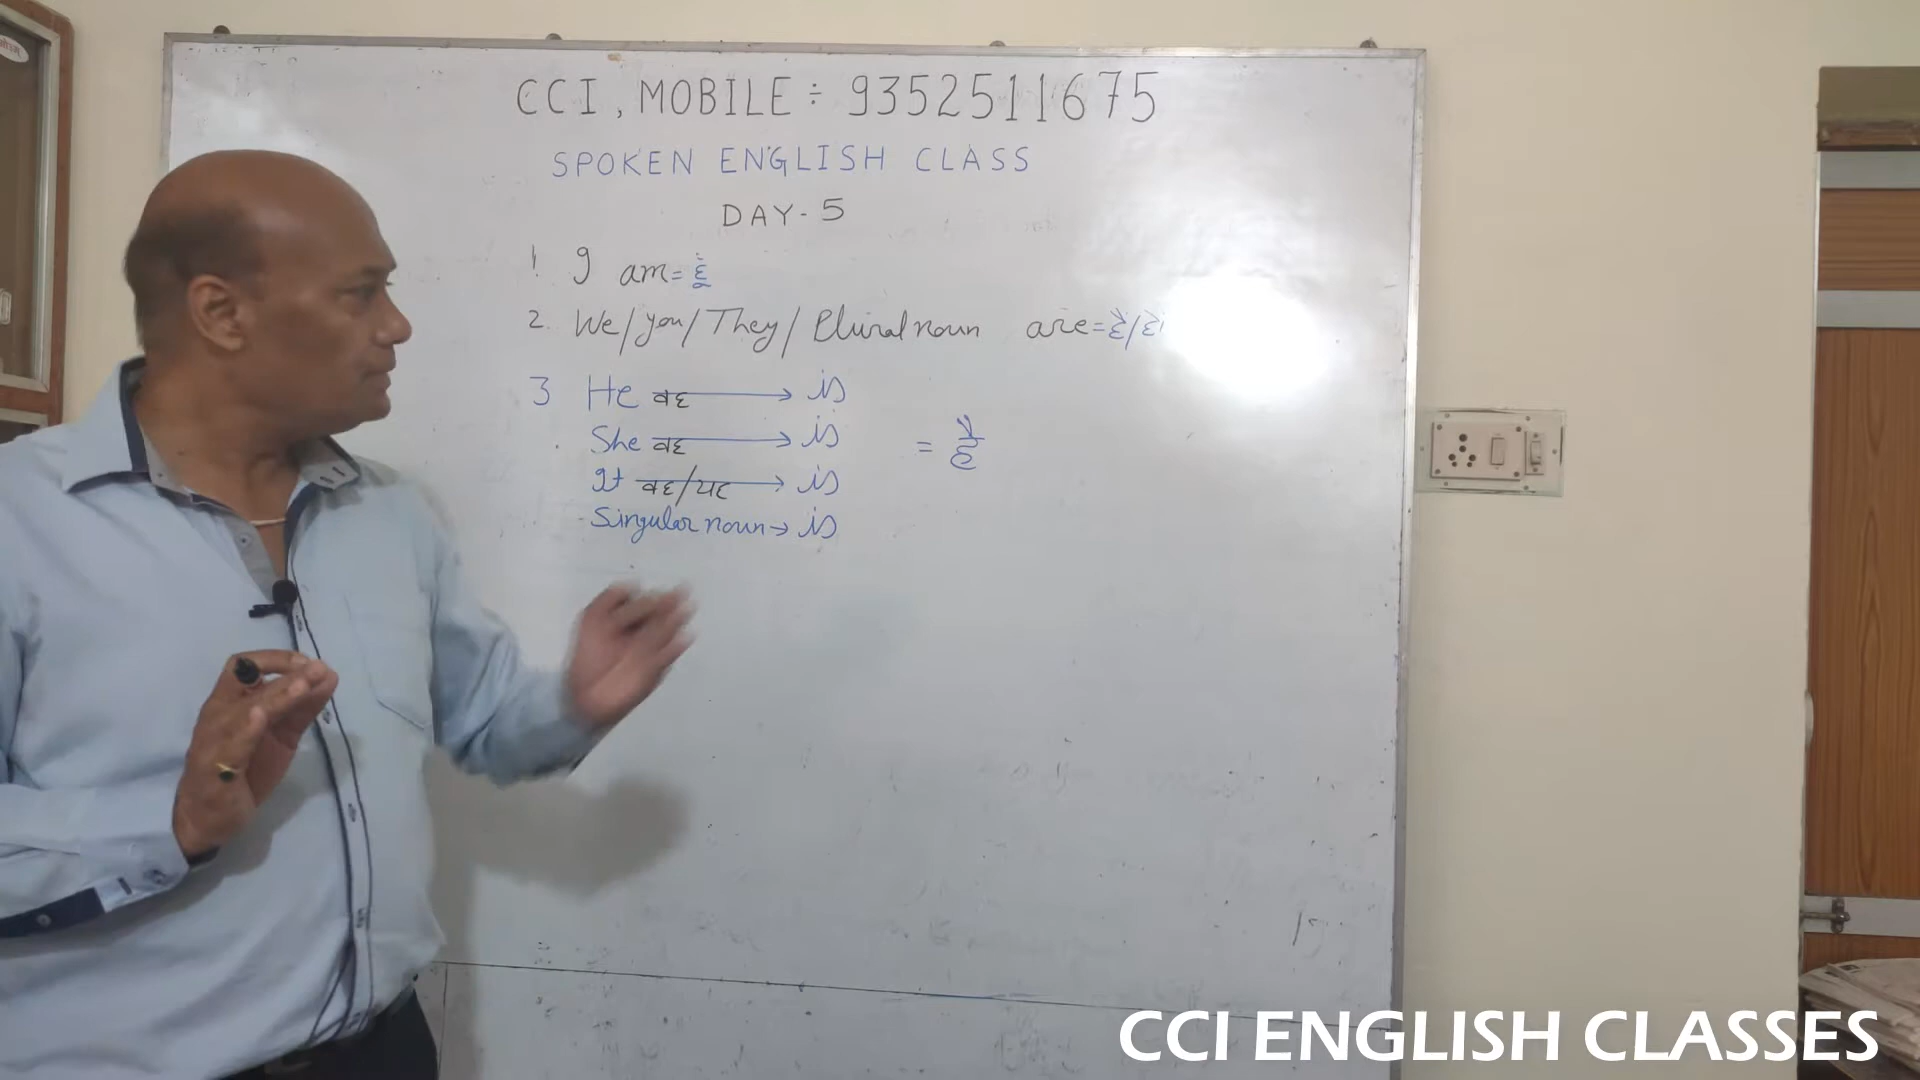 CCI, MOBILE ÷ 9352511675
SPOKEN ENGLISH CLASS
DAY-5
1. I am = हूँ
2. We/you/They/Plural noun are = हैं/हो
3 He वह → is
She वह → is
It वह/यह → is
Singular noun → is
= है
CCI ENGLISH CLASSES